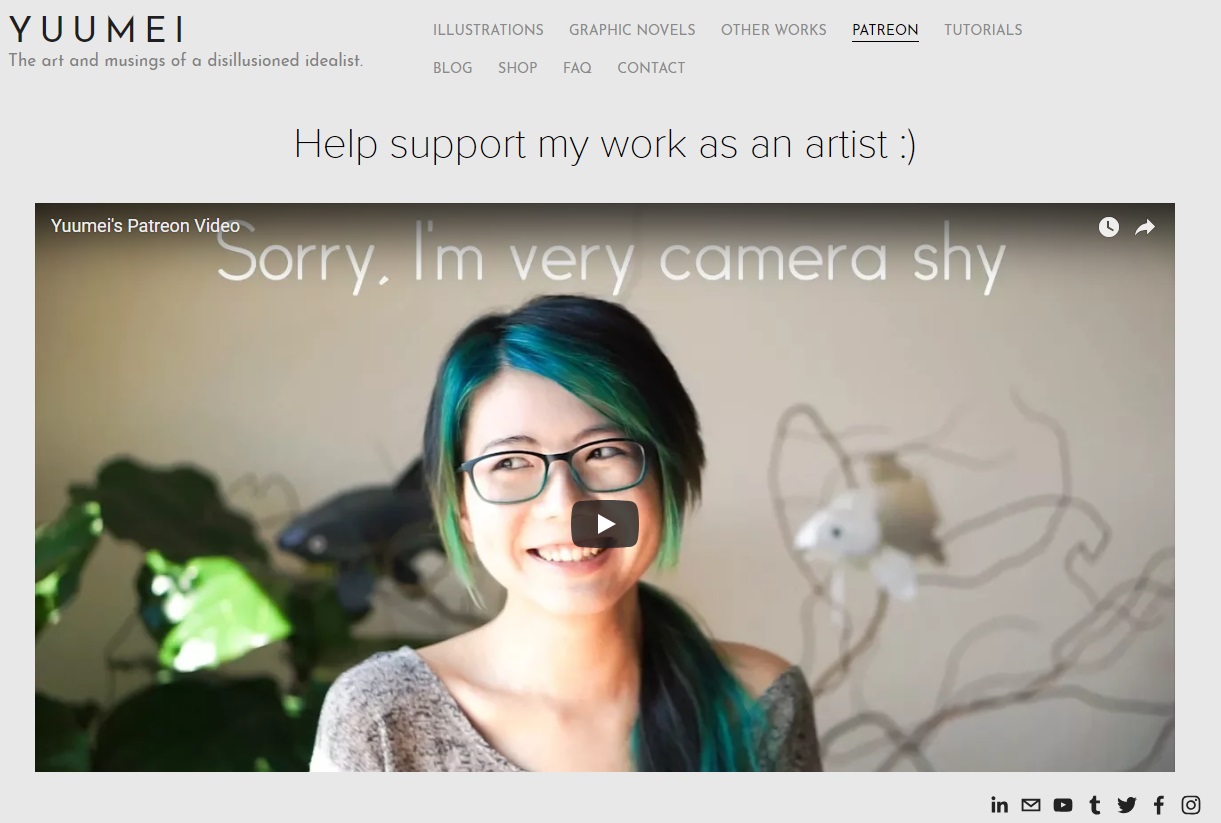 YUUMEI
The art and musings of a disillusioned idealist.
ILLUSTRATIONS GRAPHIC NOVELS OTHER WORKS PATREON TUTORIALS
BLOG SHOP FAQ CONTACT
Help support my work as an artist :)
Yuumei's Patreon Video
Sorry, I'm very camera shy